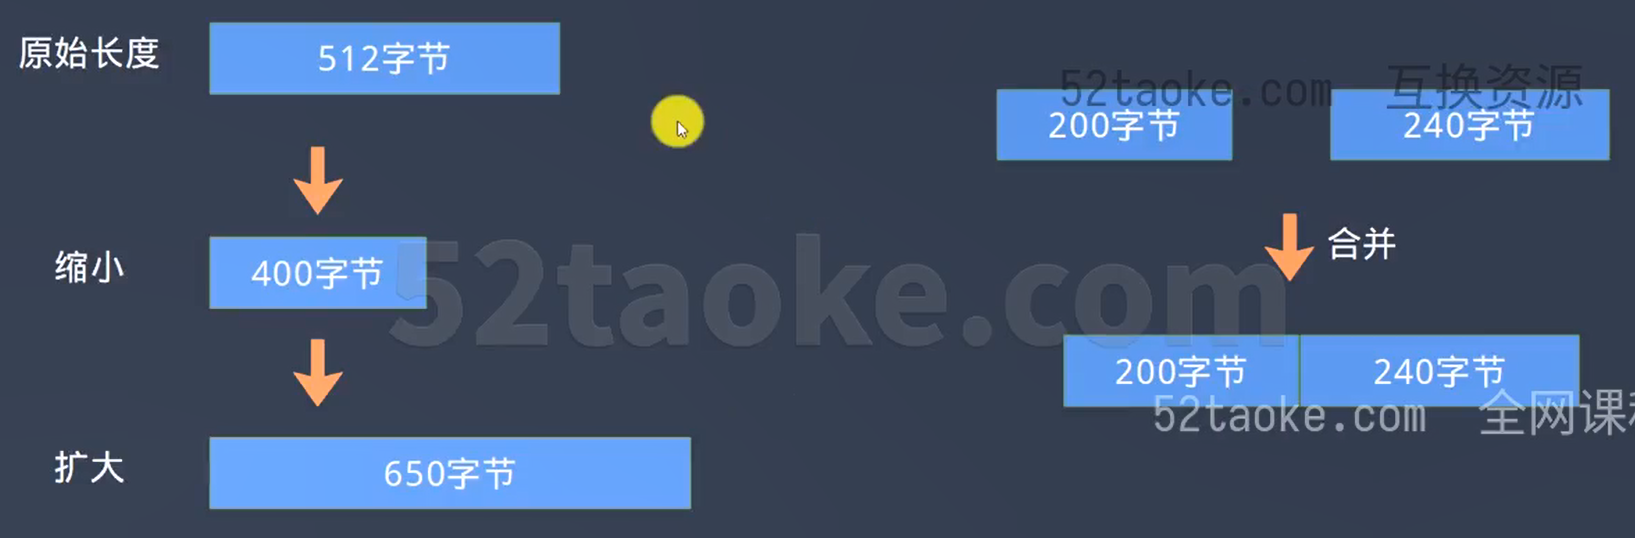 原始长度
512字节
52taoke.com 互换资源
200字节
240字节
缩小
400字节
合并
52taoke.com
200字节
240字节
52taoke.com 全网课程
扩大
650字节